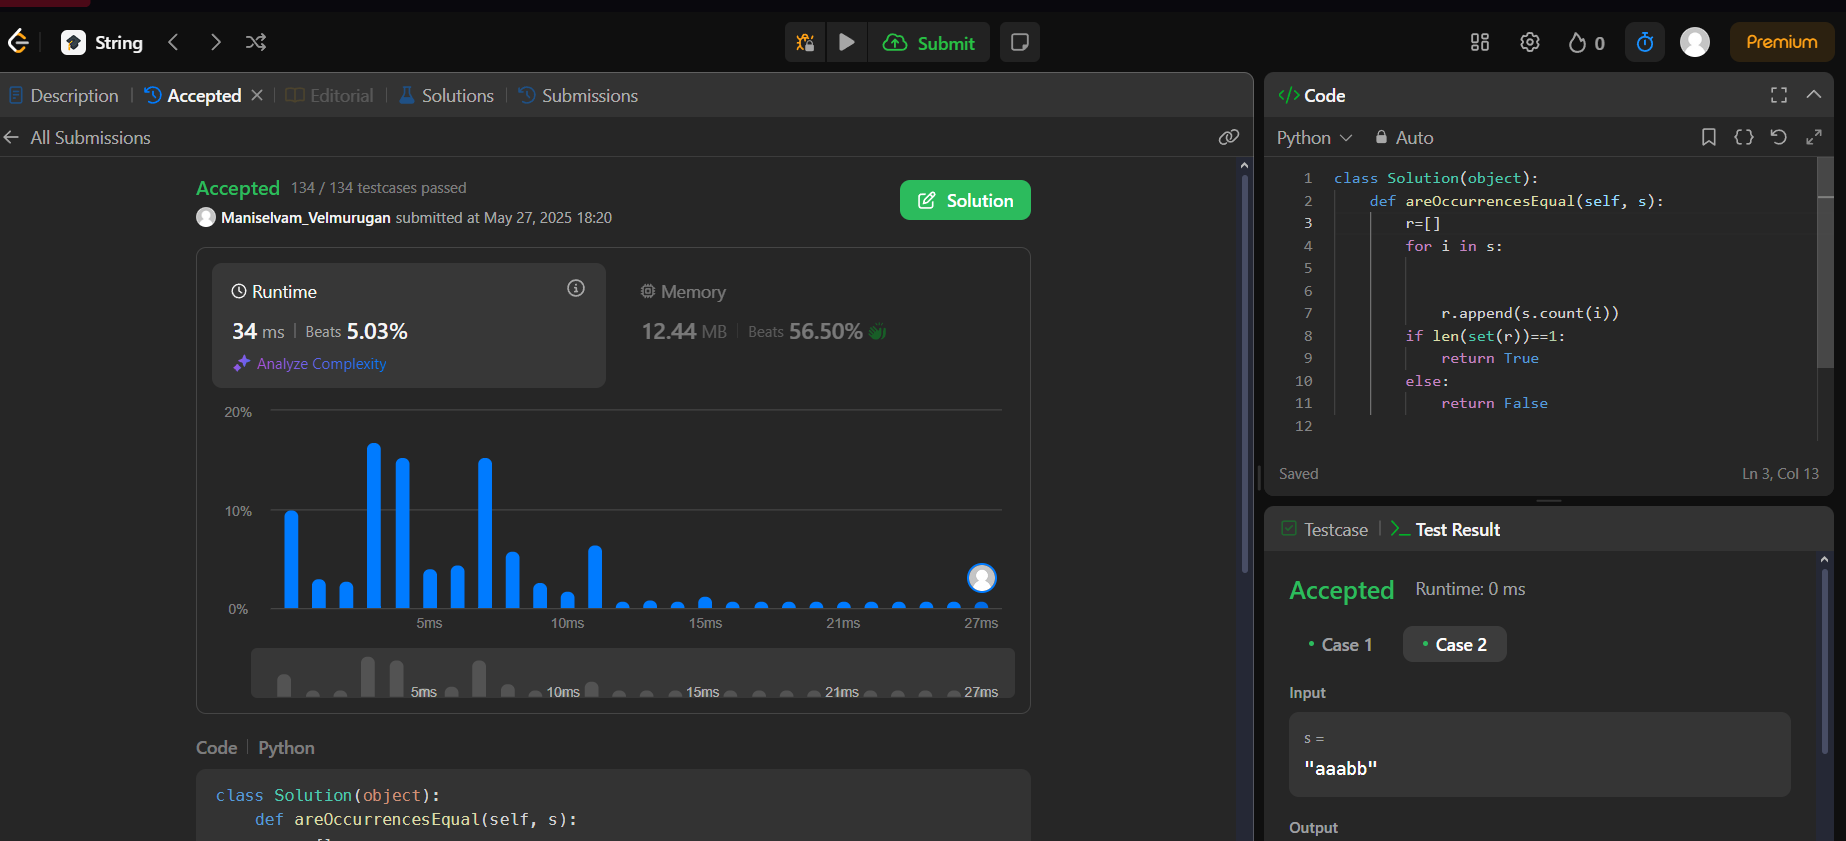 String
Submit
0
Premium
Description
Accepted
Editorial
Solutions
Submissions
All Submissions
Accepted 134 / 134 testcases passed
Maniselvam_Velmurugan submitted at May 27, 2025 18:20
Solution
Runtime
34 ms | Beats 5.03%
Analyze Complexity
Memory
12.44 MB | Beats 56.50%
20%
10%
0%
5ms 10ms 15ms 21ms 27ms
5ms 10ms 15ms 21ms 27ms
Code | Python
class Solution(object):
def areOccurrencesEqual(self, s):
</> Code
Python
Auto
1 class Solution(object):
2 def areOccurrencesEqual(self, s):
3 r=[]
4 for i in s:
5
6
7 r.append(s.count(i))
8 if len(set(r))==1:
9 return True
10 else:
11 return False
12
Saved
Ln 3, Col 13
Testcase
Test Result
Accepted Runtime: 0 ms
Case 1
Case 2
Input
s =
"aaabb"
Output